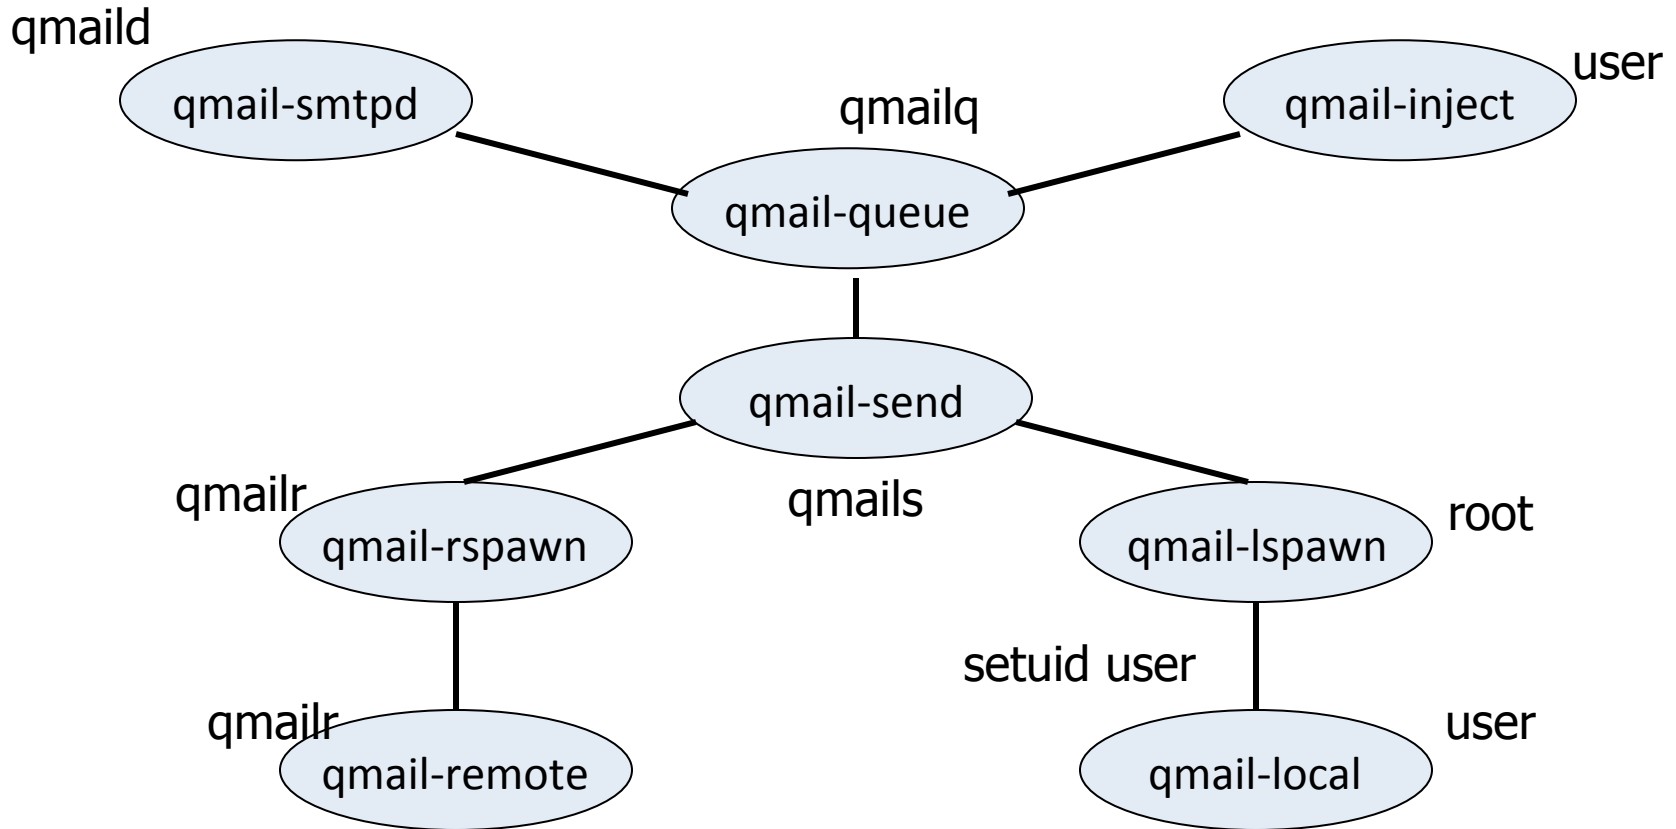 qmaild
qmail-smtpd
qmailq
user
qmail-inject
qmail-queue
qmail-send
qmailr
qmails
root
qmail-rspawn
qmail-lspawn
setuid user
qmailr
user
qmail-remote
qmail-local